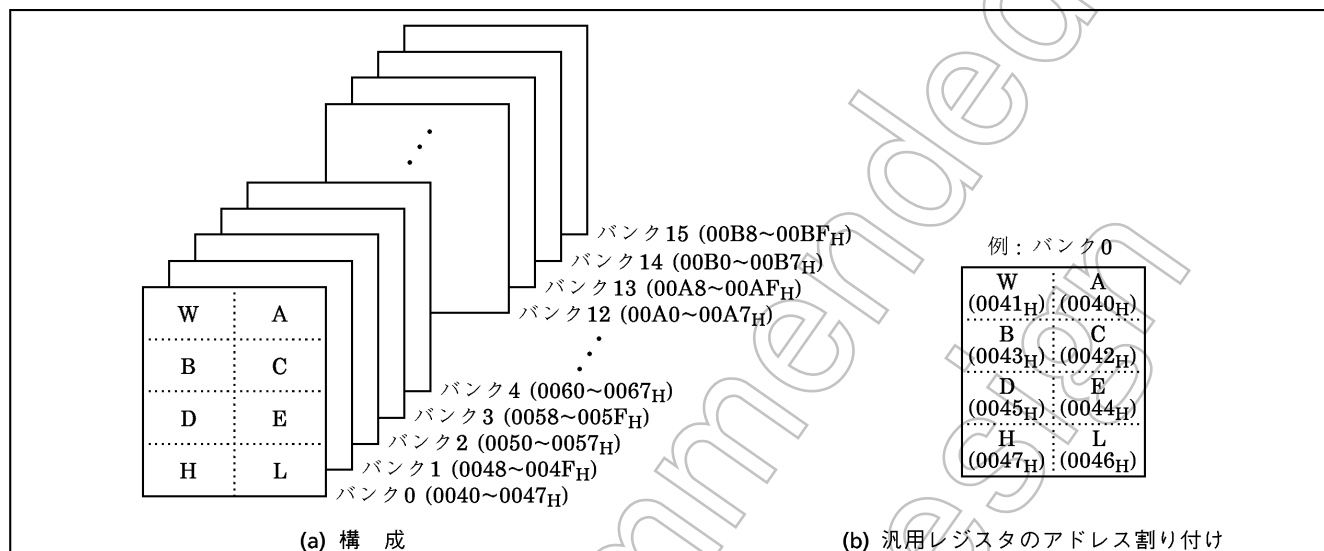 W A
B C
D E
H L
バンク15 (00B8~00BFH)
バンク14 (00B0~00B7H)
バンク13 (00A8~00AFH)
バンク12 (00A0~00A7H)
バンク4 (0060~0067H)
バンク3 (0058~005FH)
バンク2 (0050~0057H)
バンク1 (0048~004FH)
バンク0 (0040~0047H)
(a) 構 成
例:バンク0
W A
(0041H) (0040H)
B C
(0043H) (0042H)
D E
(0045H) (0044H)
H L
(0047H) (0046H)
(b) 汎用レジスタのアドレス割り付け
mmended
esign